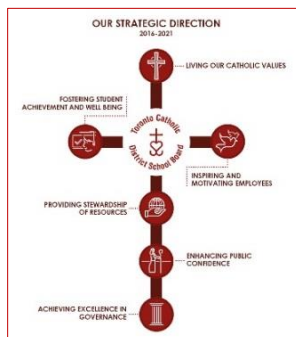 OUR STRATEGIC DIRECTION
2016-2021
LIVING OUR CATHOLIC VALUES
FOSTERING STUDENT
ACHIEVEMENT AND WELL BEING
Toronto Catholic
District School Board
INSPIRING AND
MOTIVATING EMPLOYEES
PROVIDING STEWARDSHIP
OF RESOURCES
ENHANCING PUBLIC
CONFIDENCE
ACHIEVING EXCELLENCE IN
GOVERNANCE